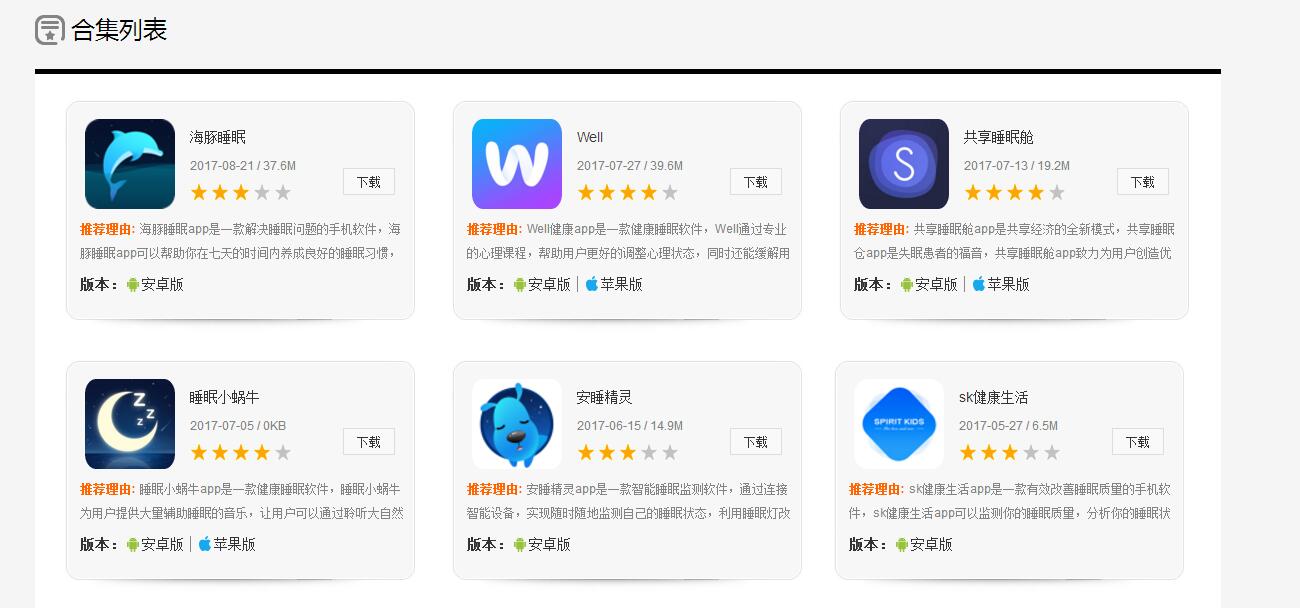 合集列表
海豚睡眠
2017-08-21 / 37.6M
下载
推荐理由: 海豚睡眠app是一款解决睡眠问题的手机软件，海
豚睡眠app可以帮助你在七天的时间内养成良好的睡眠习惯，
版本： 安卓版
W
Well
2017-07-27 / 39.6M
下载
推荐理由: Well健康app是一款健康睡眠软件，Well通过专业
的心理课程，帮助用户更好的调整心理状态，同时还能缓解用
版本： 安卓版 | 苹果版
S
共享睡眠舱
2017-07-13 / 19.2M
下载
推荐理由: 共享睡眠舱app是共享经济的全新模式，共享睡眠
仓app是失眠患者的福音，共享睡眠舱app致力为用户创造优
版本： 安卓版 | 苹果版
Z
Z
z
睡眠小蜗牛
2017-07-05 / 0KB
下载
推荐理由: 睡眠小蜗牛app是一款健康睡眠软件，睡眠小蜗牛
为用户提供大量辅助睡眠的音乐，让用户可以通过聆听大自然
版本： 安卓版 | 苹果版
安睡精灵
2017-06-15 / 14.9M
下载
推荐理由: 安睡精灵app是一款智能睡眠监测软件，通过连接
智能设备，实现随时随地监测自己的睡眠状态，利用睡眠灯改
版本： 安卓版
SPIRIT KIDS
sk健康生活
2017-05-27 / 6.5M
下载
推荐理由: sk健康生活app是一款有效改善睡眠质量的手机软
件，sk健康生活app可以监测你的睡眠质量，分析你的睡眠状
版本： 安卓版